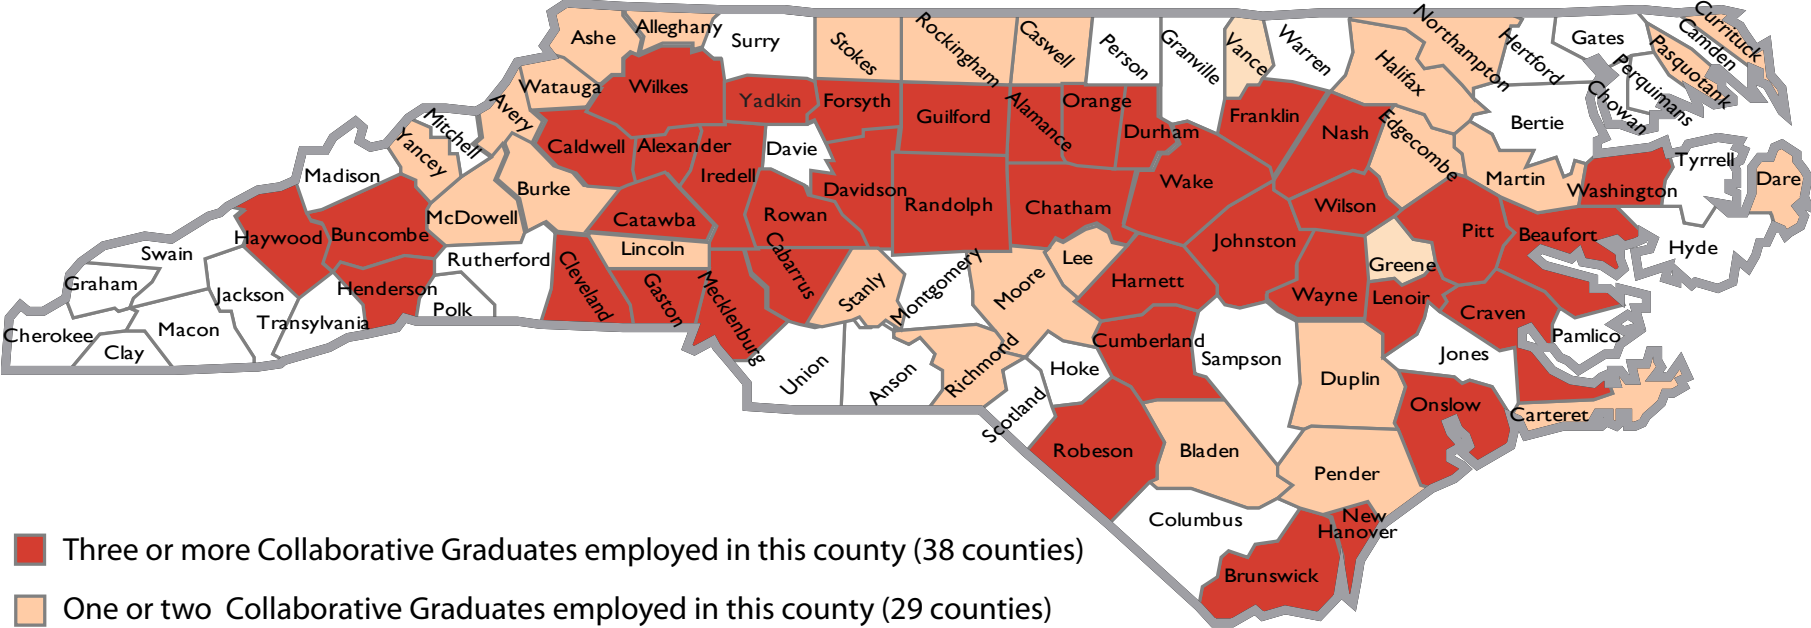 Ashe
Alleghany
Surry
Stokes
Rockingham
Caswell
Person
Granville
Vance
Warren
Northampton
Halifax
Hertford
Gates
Currituck
Camden
Pasquotank
Perquimans
Chowan
Bertie
Watauga
Wilkes
Yadkin
Forsyth
Guilford
Alamance
Orange
Durham
Franklin
Nash
Edgecombe
Martin
Washington
Tyrrell
Dare
Avery
Mitchell
Yancey
Madison
Caldwell
Alexander
Davie
Iredell
Burke
McDowell
Catawba
Rowan
Davidson
Randolph
Chatham
Wake
Wilson
Johnston
Pitt
Beaufort
Hyde
Haywood
Buncombe
Swain
Rutherford
Lincoln
Cleveland
Gaston
Mecklenburg
Cabarrus
Stanly
Montgomery
Moore
Lee
Harnett
Wayne
Greene
Lenoir
Craven
Pamlico
Graham
Jackson
Henderson
Polk
Transylvania
Cherokee
Macon
Clay
Union
Anson
Richmond
Scotland
Hoke
Cumberland
Sampson
Duplin
Jones
Onslow
Carteret
Robeson
Bladen
Pender
Columbus
New
Hanover
Brunswick
Three or more Collaborative Graduates employed in this county (38 counties)
One or two Collaborative Graduates employed in this county (29 counties)